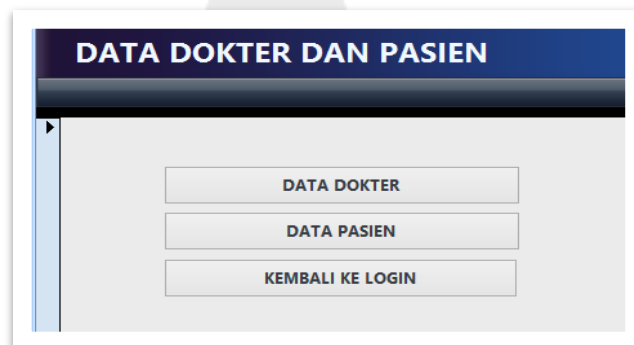 DATA DOKTER DAN PASIEN
DATA DOKTER
DATA PASIEN
KEMBALI KE LOGIN